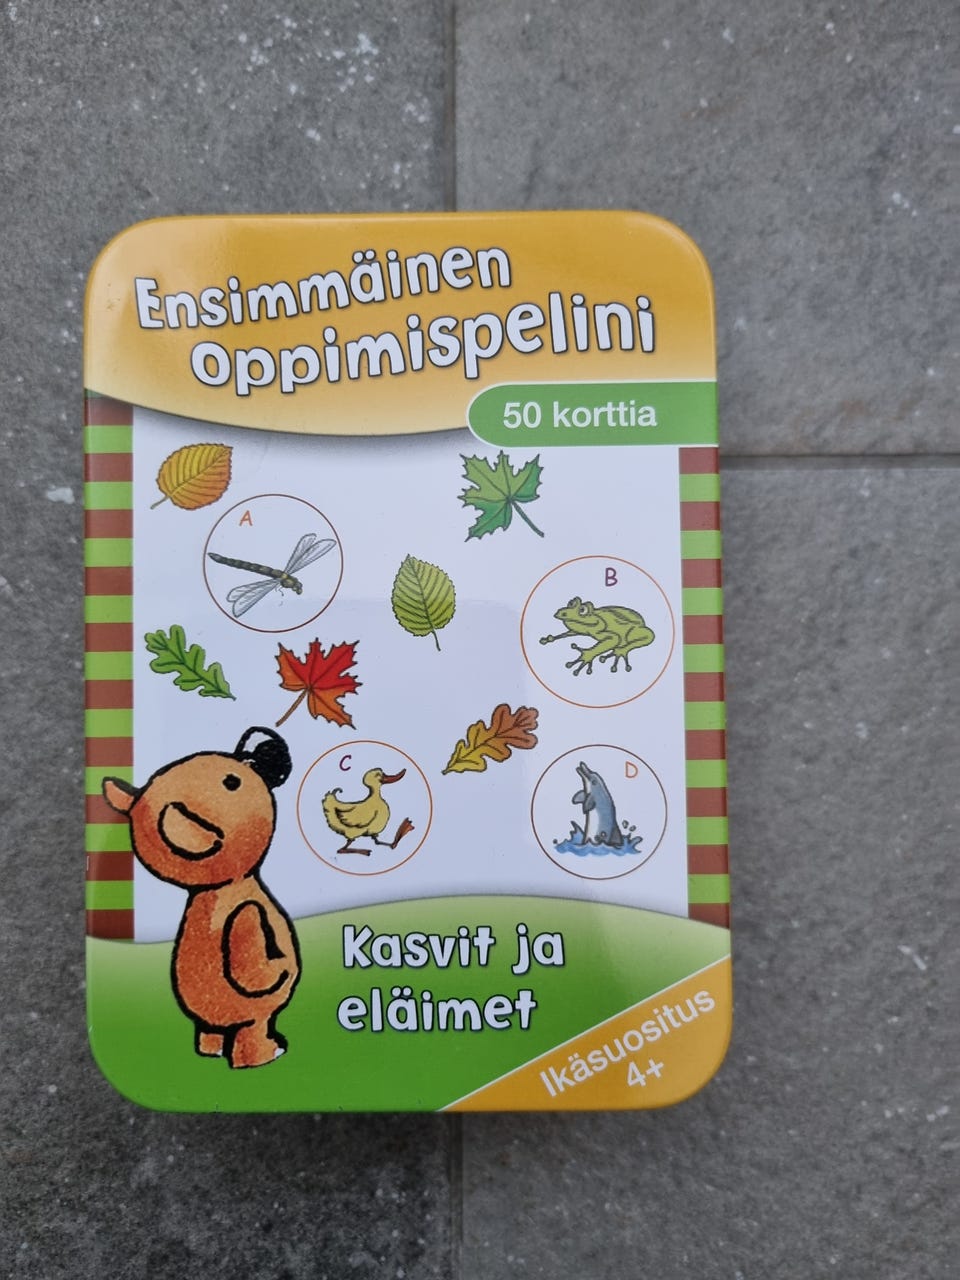 Ensimmäinen
oppimispelini
50 korttia
A
B
C
D
Kasvit ja
eläimet
Ikäsuositus
4+